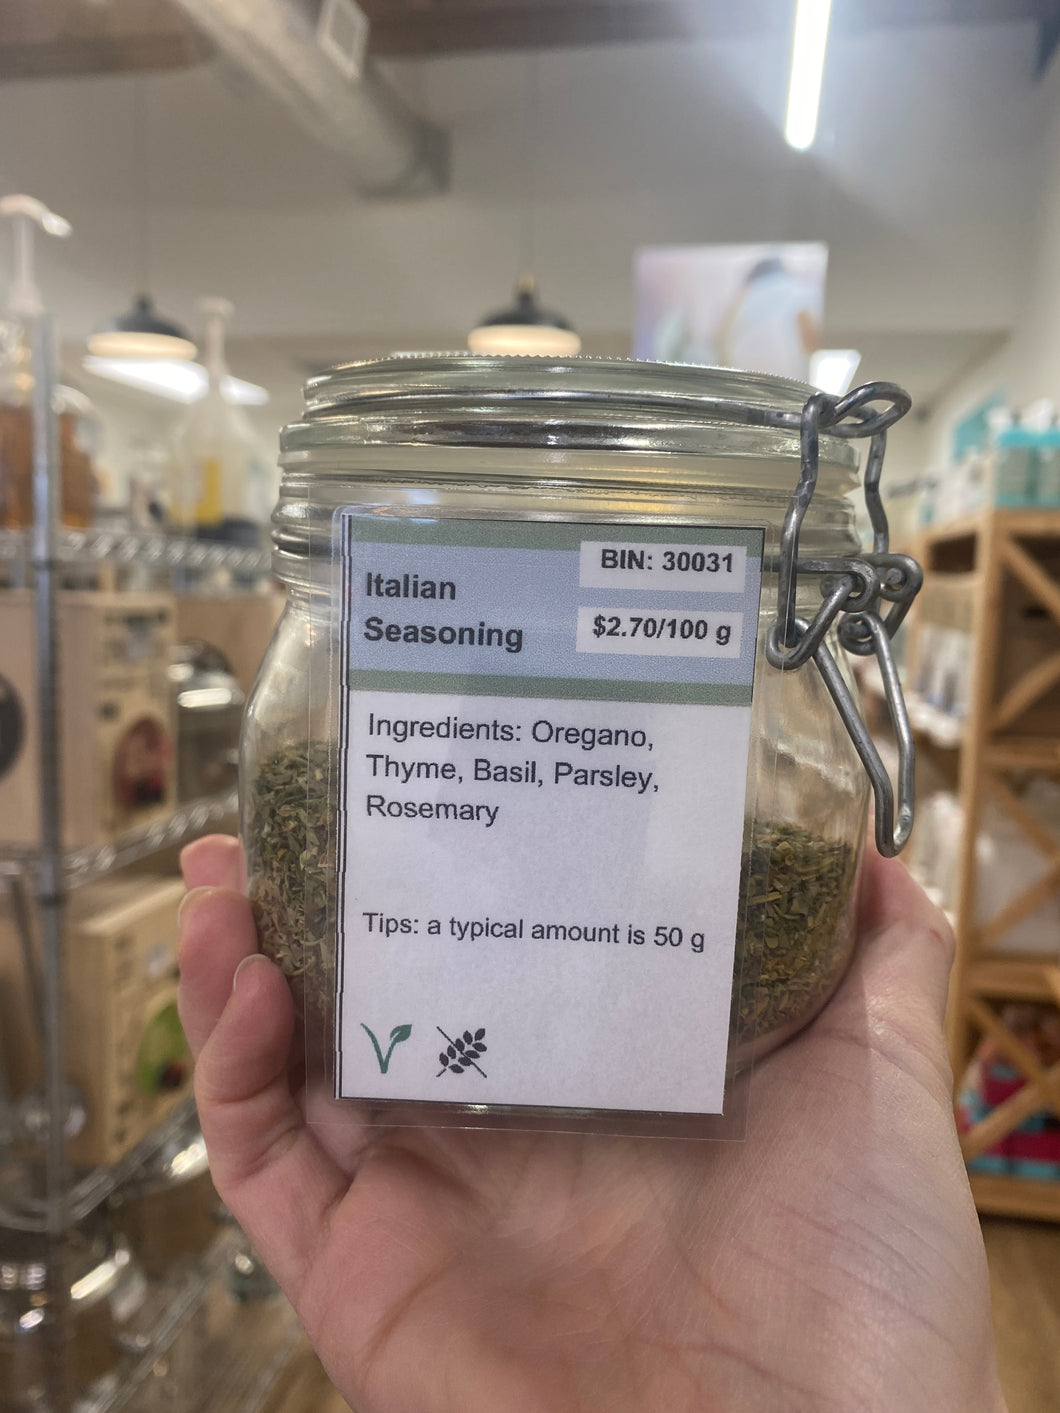 Italian
Seasoning
BIN: 30031
$2.70/100 g
Ingredients: Oregano,
Thyme, Basil, Parsley,
Rosemary
Tips: a typical amount is 50 g